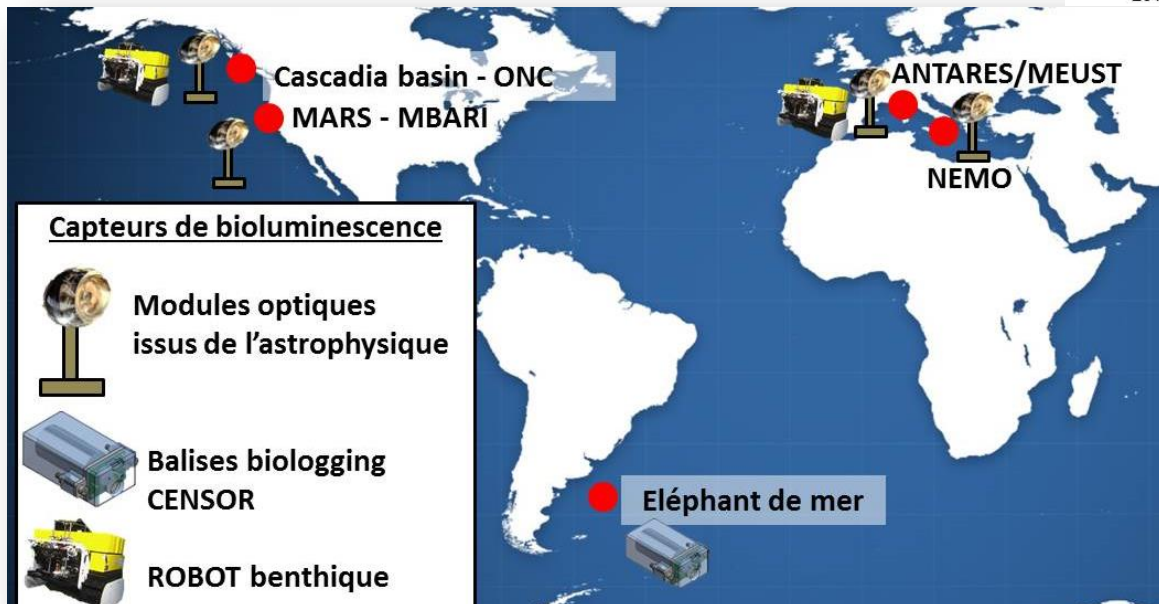 Cascadia basin - ONC
MARS - MBARI
ANTARES/MEUST
NEMO
Capteurs de bioluminescence
Modules optiques
issus de l'astrophysique
Balises biologging
CENSOR
ROBOT benthique
Eléphant de mer